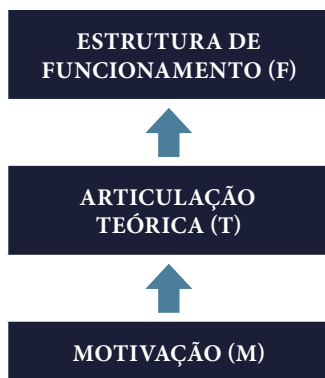 ESTRUTURA DE
FUNCIONAMENTO (F)
ARTICULAÇÃO
TEÓRICA (T)
MOTIVAÇÃO (M)